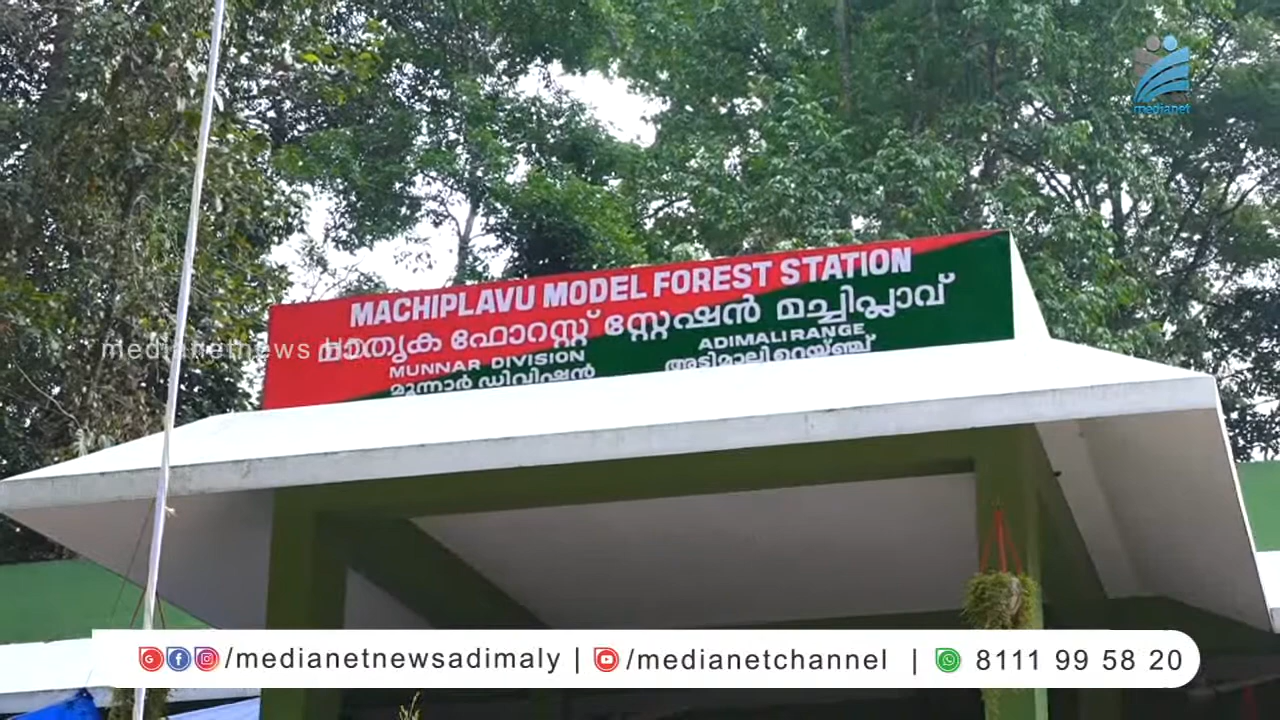 medianet
MACHIPLAVU MODEL FOREST STATION
മാതൃക ഫോറസ്റ്റ് സ്റ്റേഷൻ മച്ചിപ്ലാവ്
medianetnews
MUNNAR DIVISION ADIMALI RANGE
മൂന്നാർ ഡിവിഷൻ അടിമാലി റെയ്ഞ്ച്
/medianetnewsadimaly | /medianetchannel | 8111 99 58 20